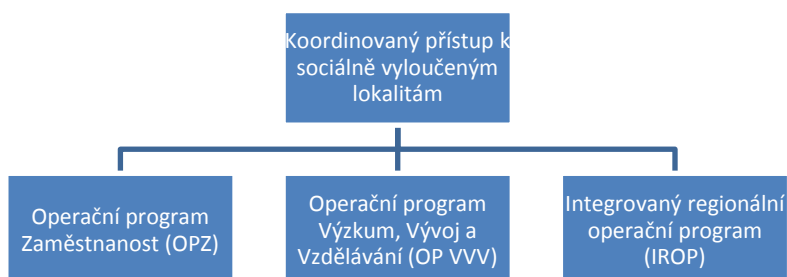 Koordinovaný přístup k
sociálně vyloučeným
lokalitám
Operační program
Zaměstnanost (OPZ)
Operační program
Výzkum, Vývoj a
Vzdělávání (OP VVV)
Integrovaný regionální
operační program
(IROP)